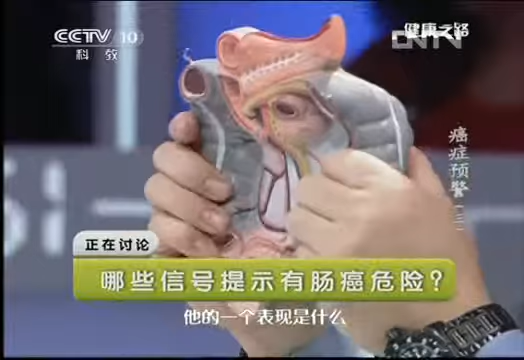 CCTV 10
科教
健康之路
CNTV
癌症预警(三)
正在讨论
哪些信号提示有肠癌危险?
他的一个表现是什么